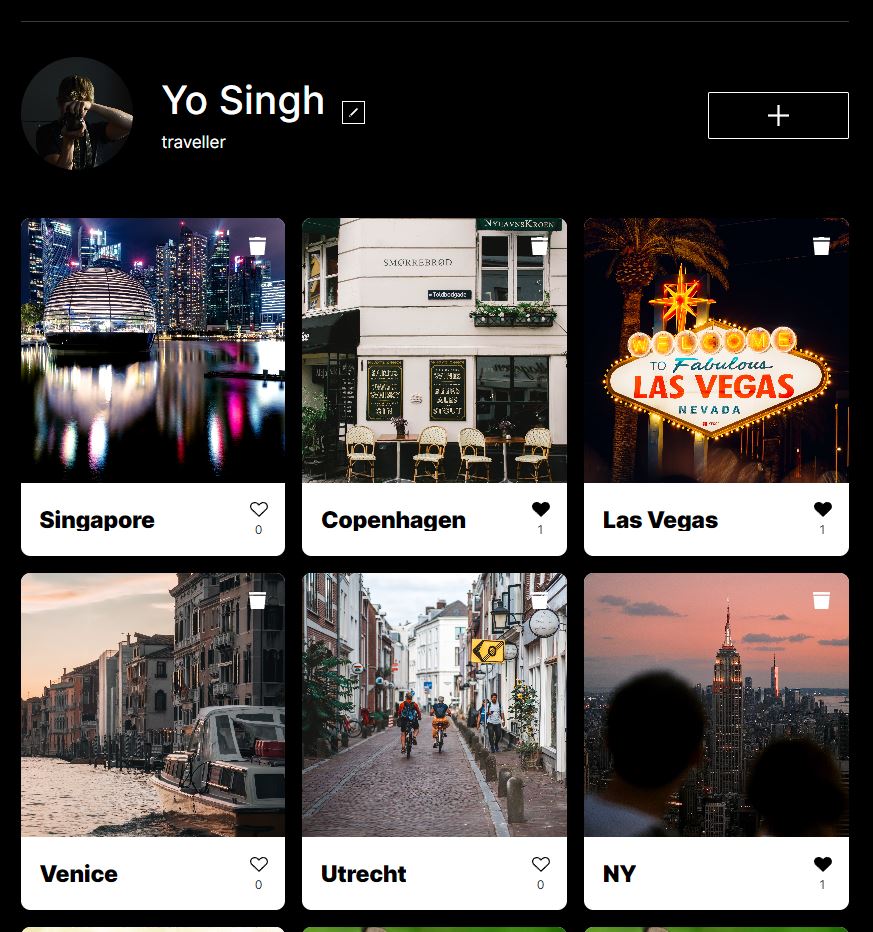 Yo Singh
traveller
NYHAVNSKROEN
SMØRREBRØD
Toldbodgade
WELCOME
TO Fabulous
LAS VEGAS
NEVADA
Singapore
0
Copenhagen
1
Las Vegas
1
Venice
0
Utrecht
0
NY
1